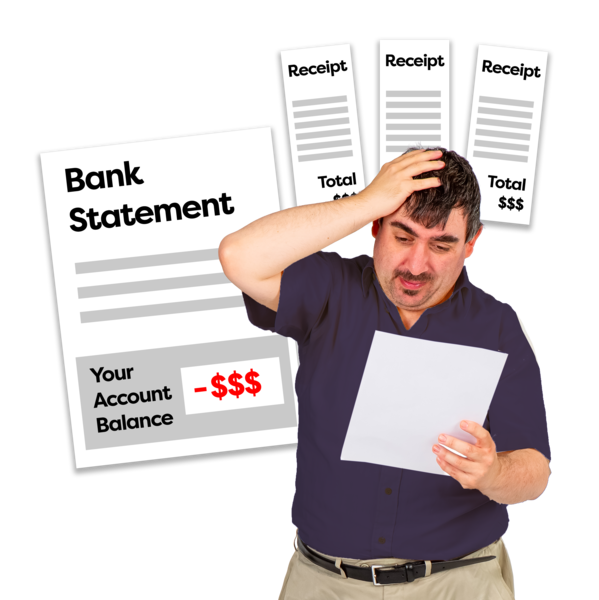 Bank
Statement
Your
Account
Balance
-$$$
Receipt
Total
$$$
Receipt
Receipt
Total
$$$